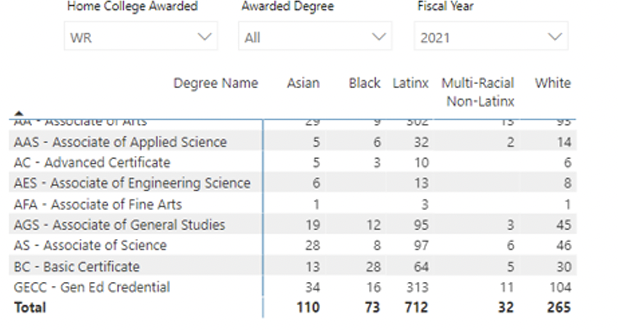 Home College Awarded Awarded Degree Fiscal Year
WR All 2021
Degree Name Asian Black Latinx Multi-Racial White
Non-Latinx
AA - Associate of Arts 29 9 302 13 93
AAS - Associate of Applied Science 5 6 32 2 14
AC - Advanced Certificate 5 3 10 6
AES - Associate of Engineering Science 6 13 8
AFA - Associate of Fine Arts 1 3 1
AGS - Associate of General Studies 19 12 95 3 45
AS - Associate of Science 28 8 97 6 46
BC - Basic Certificate 13 28 64 5 30
GECC - Gen Ed Credential 34 16 313 11 104
Total 110 73 712 32 265